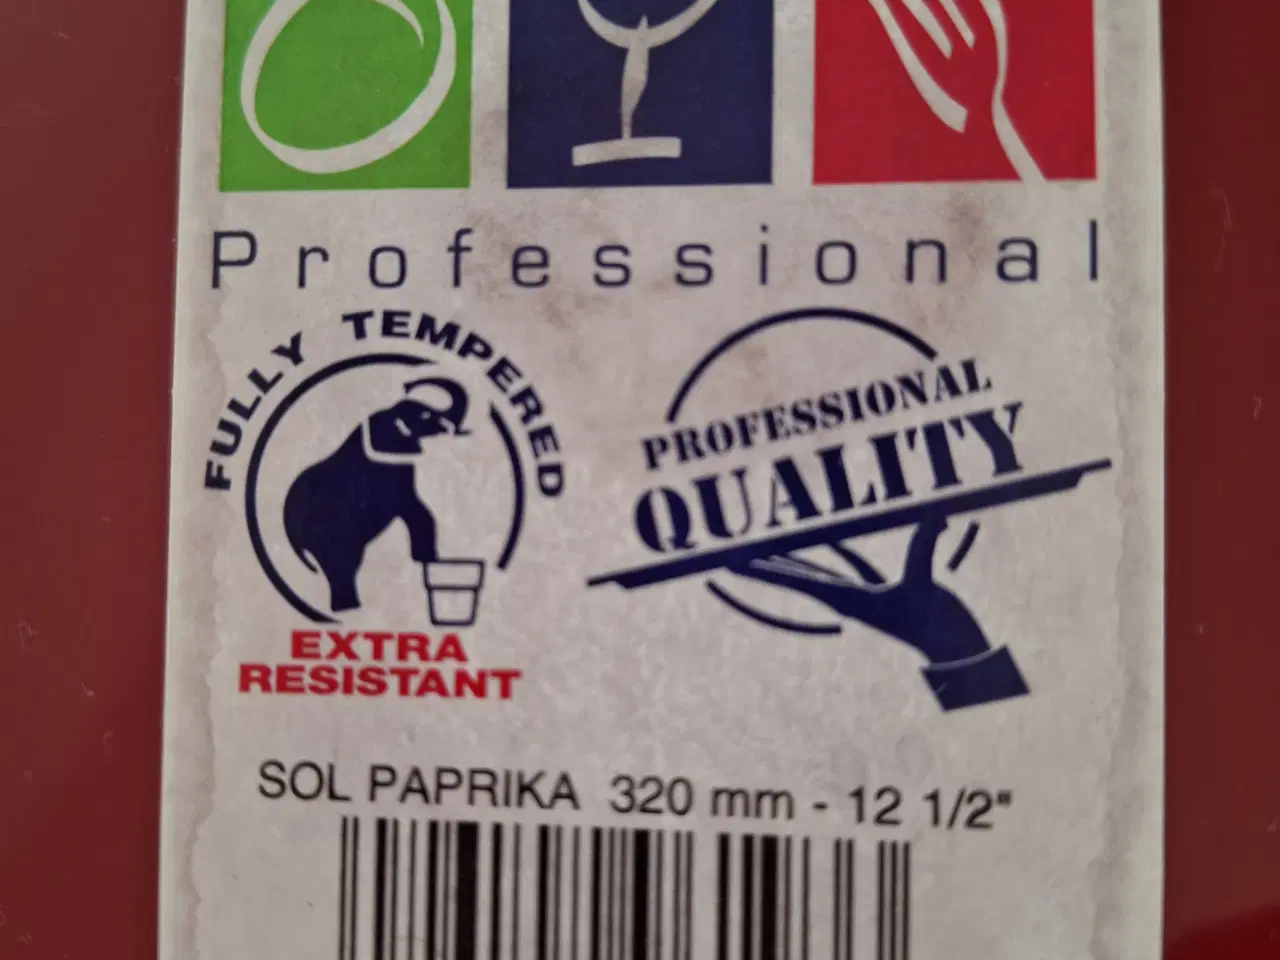 Professional
FULLY TEMPERED
EXTRA
RESISTANT
PROFESSIONAL
QUALITY
SOL PAPRIKA 320 mm - 12 1/2"